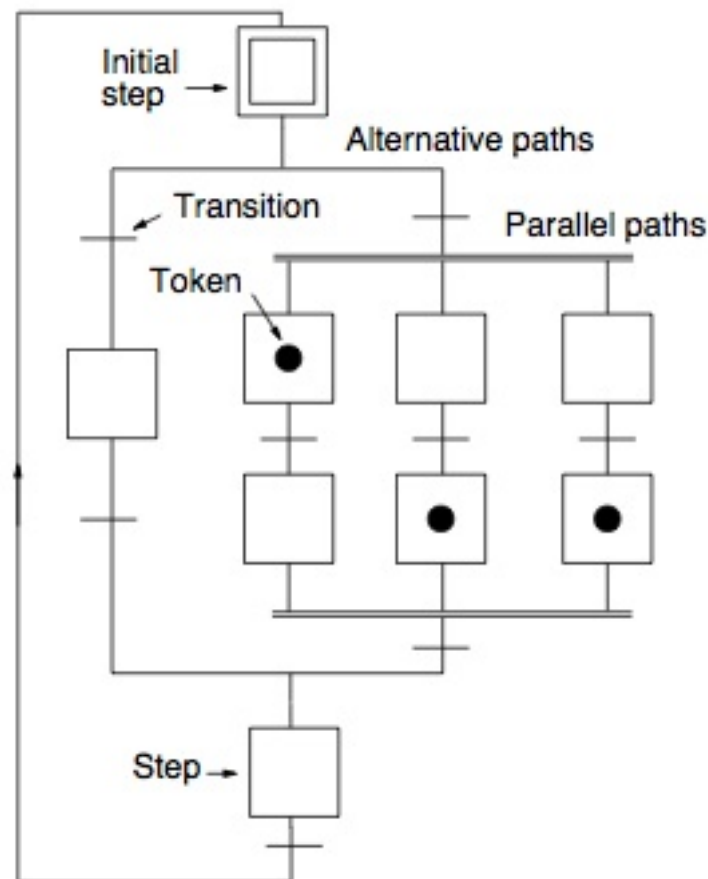 Initial
step
Alternative paths
Transition
Parallel paths
Token
Step